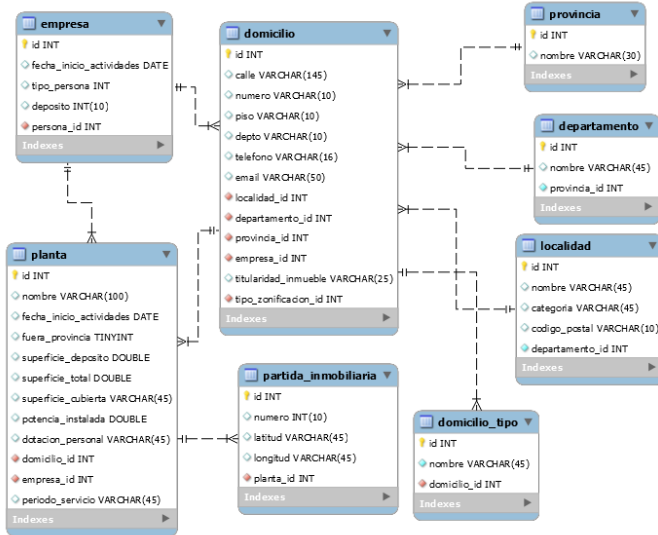 empresa
id INT
fecha_inicio_actividades DATE
tipo_persona INT
deposito INT(10)
persona_id INT
Indexes
domicilio
id INT
calle VARCHAR(145)
numero VARCHAR(10)
piso VARCHAR(10)
depto VARCHAR(10)
telefono VARCHAR(16)
email VARCHAR(50)
localidad_id INT
departamento_id INT
provincia_id INT
empresa_id INT
titularidad_inmueble VARCHAR(25)
tipo_zonificacion_id INT
Indexes
provincia
id INT
nombre VARCHAR(30)
Indexes
departamento
id INT
nombre VARCHAR(45)
provincia_id INT
Indexes
localidad
id INT
nombre VARCHAR(45)
categoria VARCHAR(45)
codigo_postal VARCHAR(10)
departamento_id INT
Indexes
planta
id INT
nombre VARCHAR(100)
fecha_inicio_actividades DATE
fuera_provincia TINYINT
superficie_deposito DOUBLE
superficie_total DOUBLE
superficie_cubierta VARCHAR(45)
potencia_instalada DOUBLE
dotacion_personal VARCHAR(45)
domicilio_id INT
empresa_id INT
periodo_servicio VARCHAR(45)
Indexes
partida_inmobiliaria
id INT
numero INT(10)
latitud VARCHAR(45)
longitud VARCHAR(45)
planta_id INT
Indexes
domicilio_tipo
id INT
nombre VARCHAR(45)
domicilio_id INT
Indexes